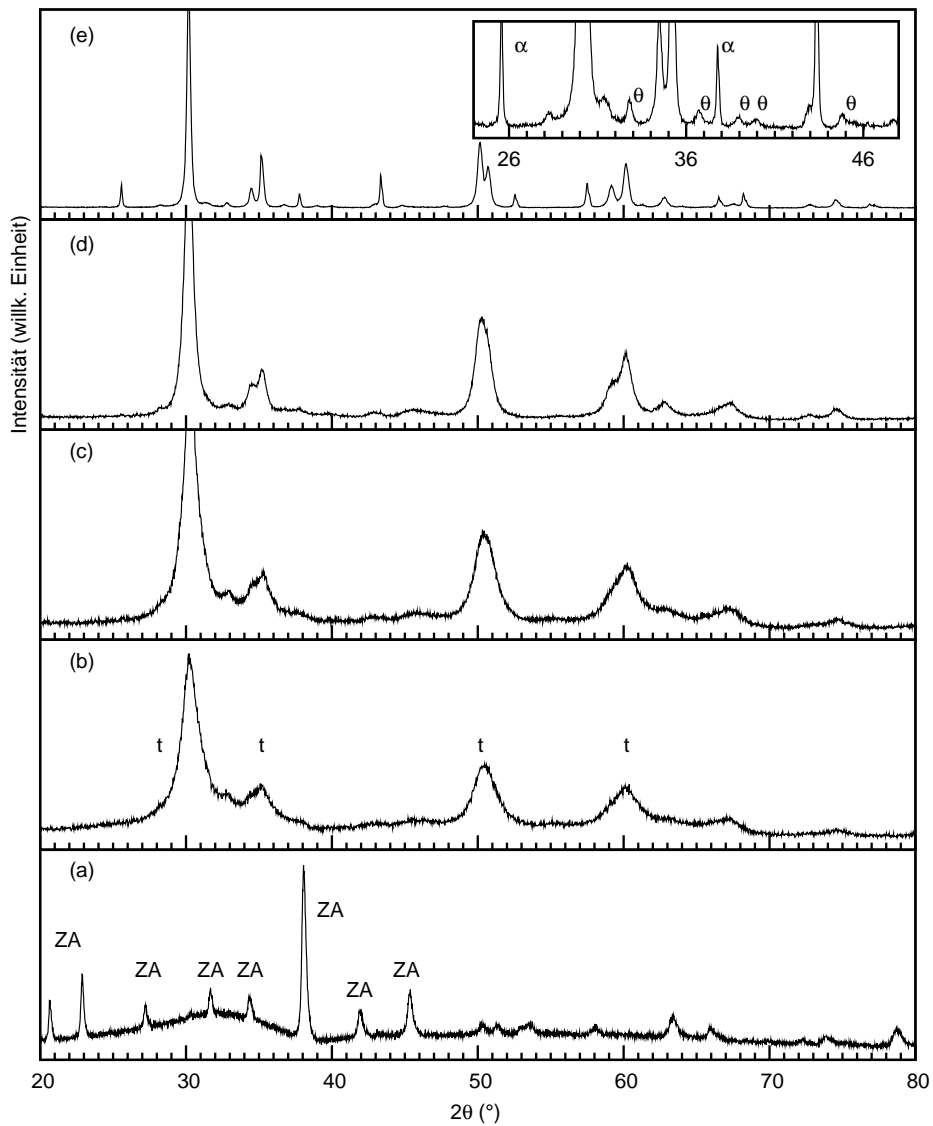 (e)
α α
θ θ θ θ θ
26 36 46
(d)
Intensität (willk. Einheit)
(c)
(b)
t t t t
(a)
ZA ZA ZA ZA ZA ZA ZA
20 30 40 50 60 70 80
2θ (°)